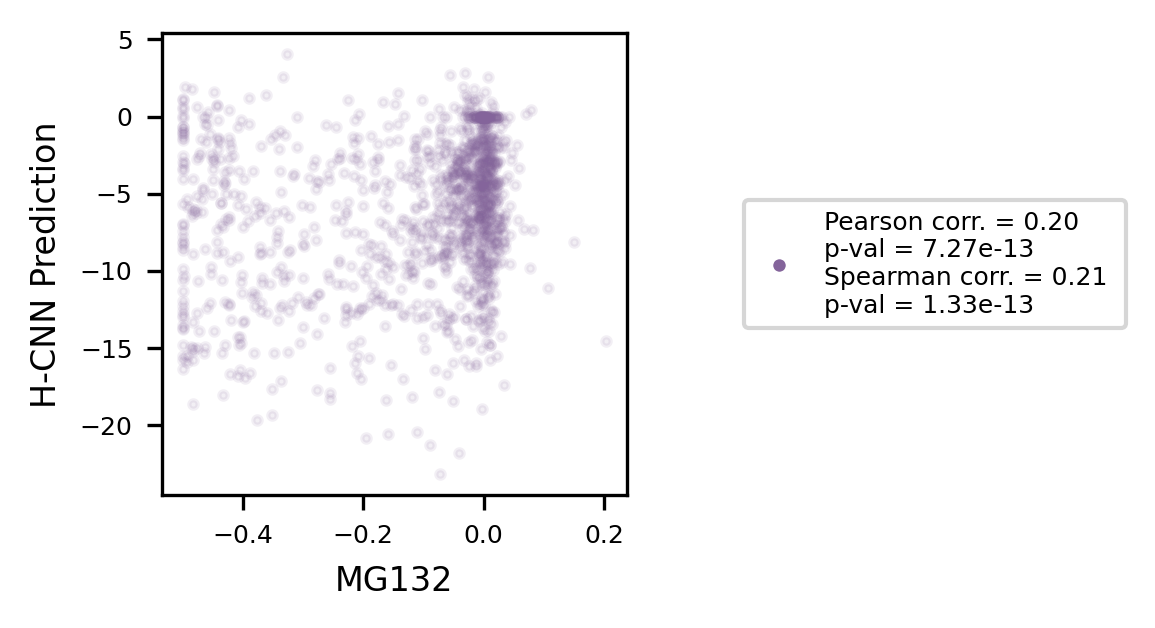 5
0
−5
−10
−15
−20
H-CNN Prediction
−0.4
−0.2
0.0
0.2
MG132
Pearson corr. = 0.20
p-val = 7.27e-13
Spearman corr. = 0.21
p-val = 1.33e-13